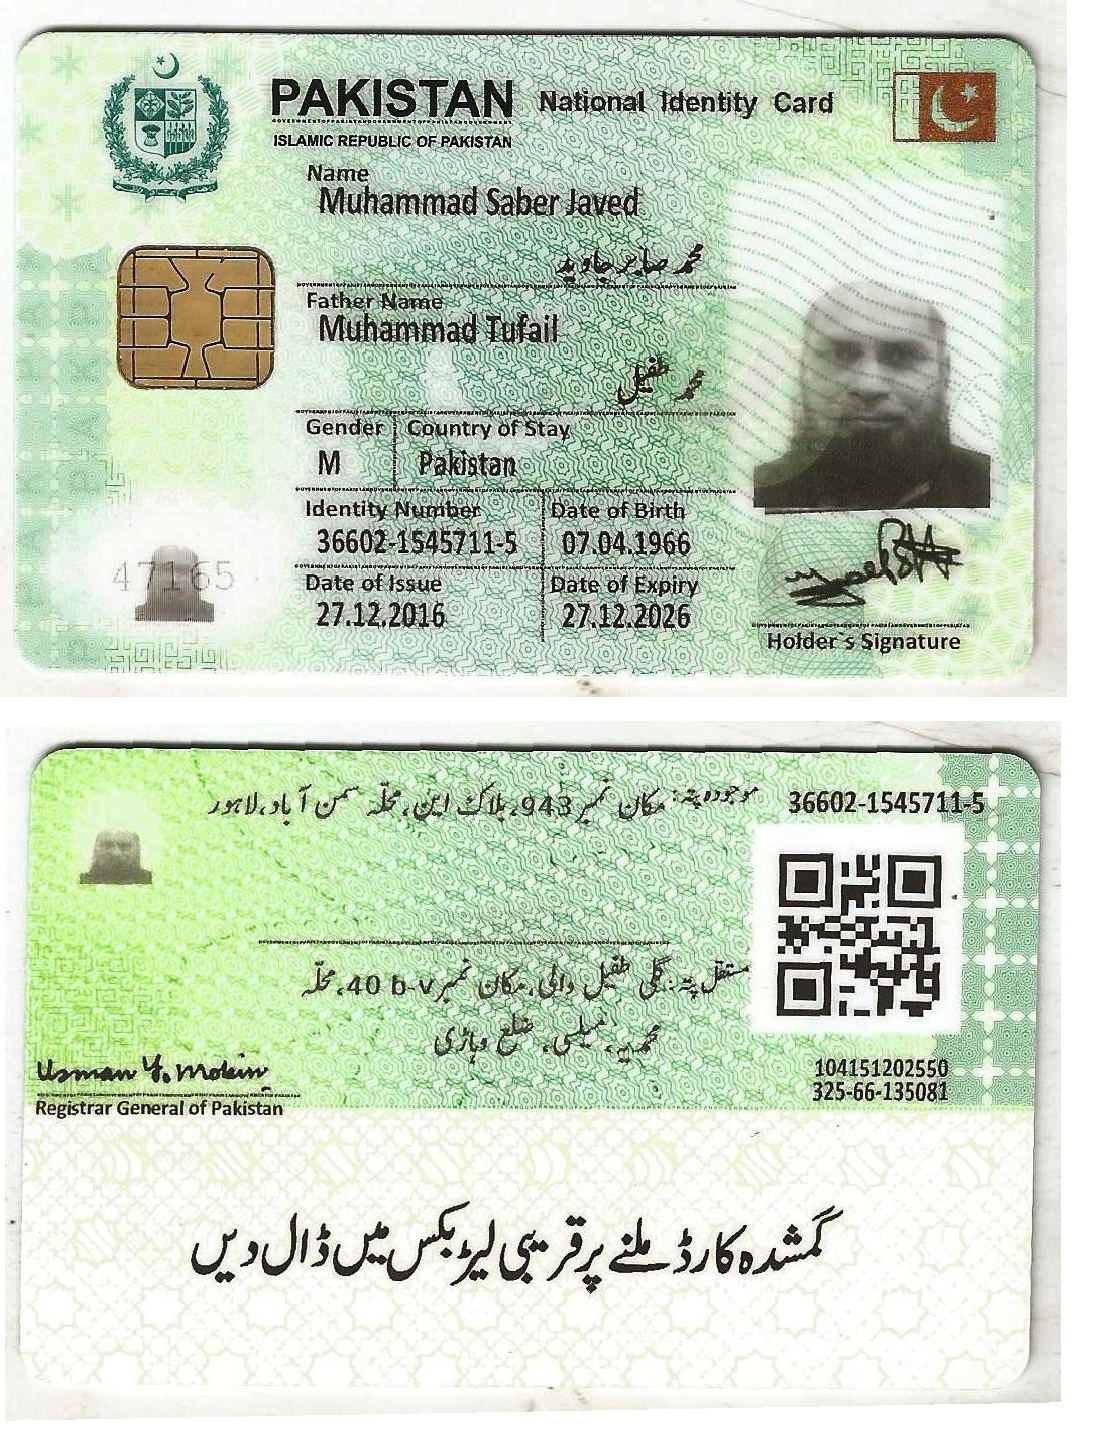 PAKISTAN National Identity Card
ISLAMIC REPUBLIC OF PAKISTAN
Name
Muhammad Saber Javed
محمد صابر جاوید
Father Name
Muhammad Tufail
محمد طفیل
Gender Country of Stay
M Pakistan
Identity Number Date of Birth
36602-1545711-5 07.04.1966
Date of Issue Date of Expiry
27.12.2016 27.12.2026
47165
Holder's Signature
36602-1545711-5
موجودہ پتہ: مکان نمبر 943، بلاک این، محلّہ سمن آباد، لاہور
مستقل پتہ: گلی طفیل والی، مکان نمبر 40 b-v، محلّہ
محمدیہ، میلسی، ضلع وہاڑی
104151202550
325-66-135081
Usman Y. Mobin
Registrar General of Pakistan
گمشدہ کارڈ ملنے پر قریبی لیٹر بکس میں ڈال دیں